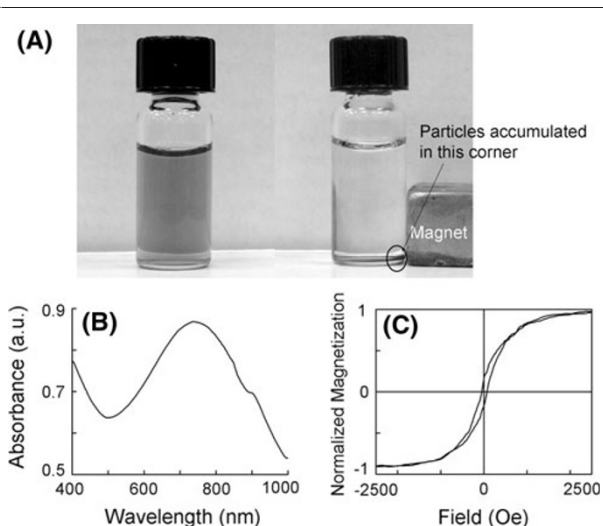 (A)
Particles accumulated
in this corner
Magnet
(B)
Absorbance (a.u.)
0.9
0.7
0.5
400
600
800
1000
Wavelength (nm)
(C)
Normalized Magnetization
1
0
-1
-2500
0
2500
Field (Oe)